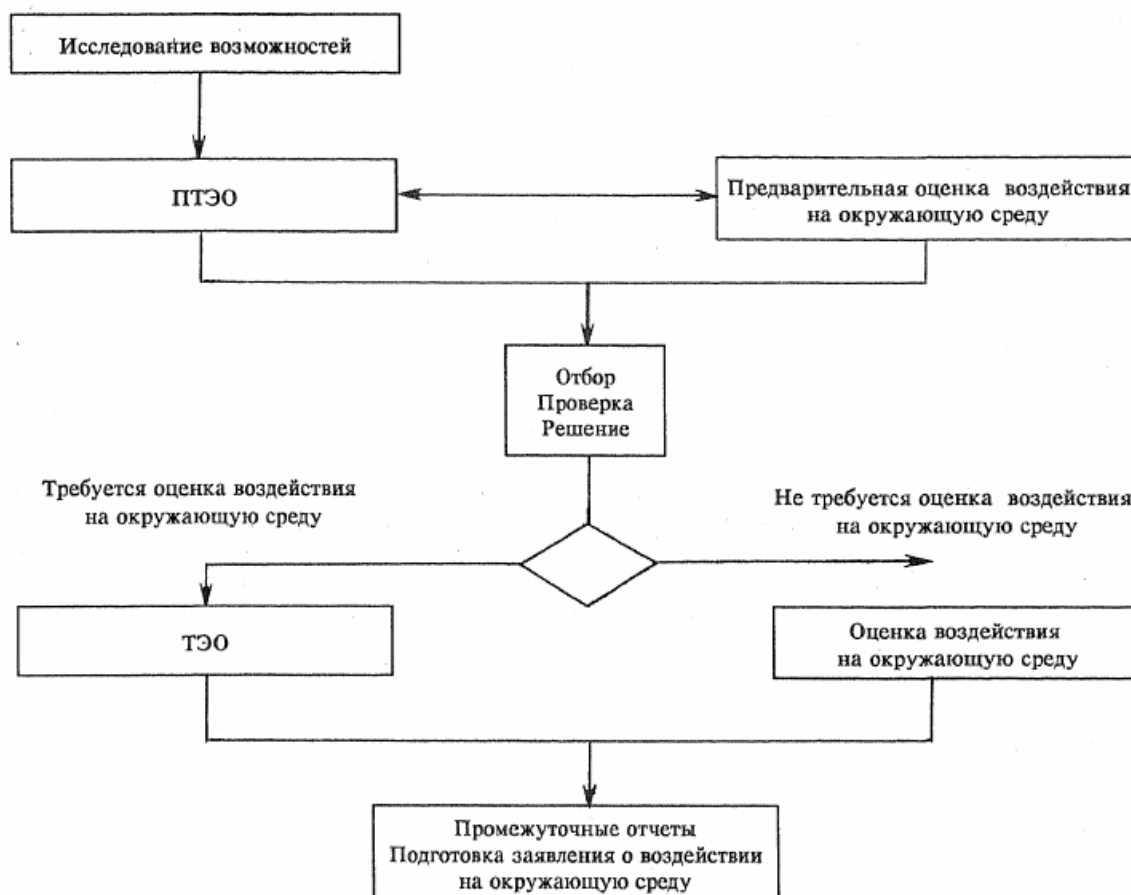 Исследование возможностей
ПТЭО
Предварительная оценка воздействия
на окружающую среду
Отбор
Проверка
Решение
Требуется оценка воздействия
на окружающую среду
Не требуется оценка воздействия
на окружающую среду
ТЭО
Оценка воздействия
на окружающую среду
Промежуточные отчеты
Подготовка заявления о воздействии
на окружающую среду